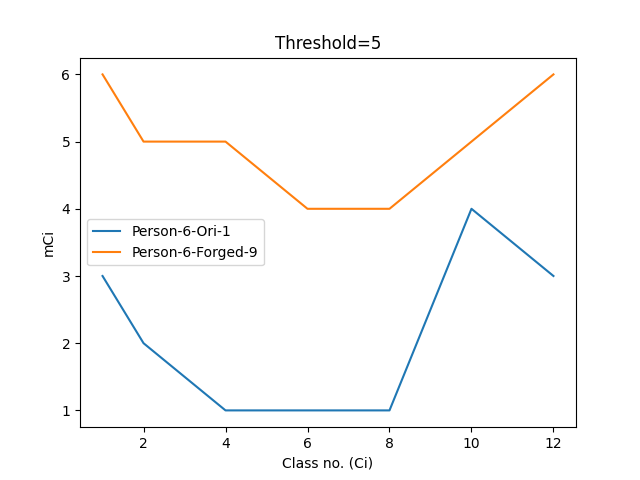 Threshold=5
6
5
4
3
2
1
mCi
Person-6-Ori-1
Person-6-Forged-9
2 4 6 8 10 12
Class no. (Ci)